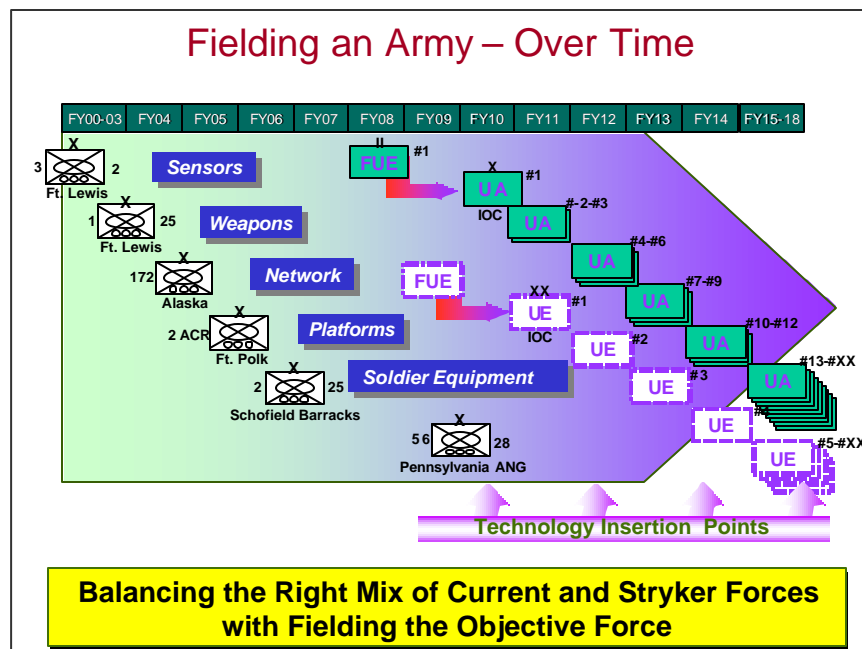 Fielding an Army – Over Time
FY00-03 FY04 FY05 FY06 FY07 FY08 FY09 FY10 FY11 FY12 FY13 FY14 FY15-18
X
3 2
Ft. Lewis
Sensors
II
FUE #1
X
UA #1
IOC
X
1 25
Ft. Lewis
Weapons
UA #-2-#3
X
172
Alaska
Network
FUE
XX
UE #1
IOC
UA #4-#6
UA #7-#9
X
2 ACR
Ft. Polk
Platforms
UE #2
UA #10-#12
X
2 25
Schofield Barracks
Soldier Equipment
UE #3
UA #13-#XX
X
56 28
Pennsylvania ANG
UE #4
UE #5-#XX
Technology Insertion Points
Balancing the Right Mix of Current and Stryker Forces
with Fielding the Objective Force